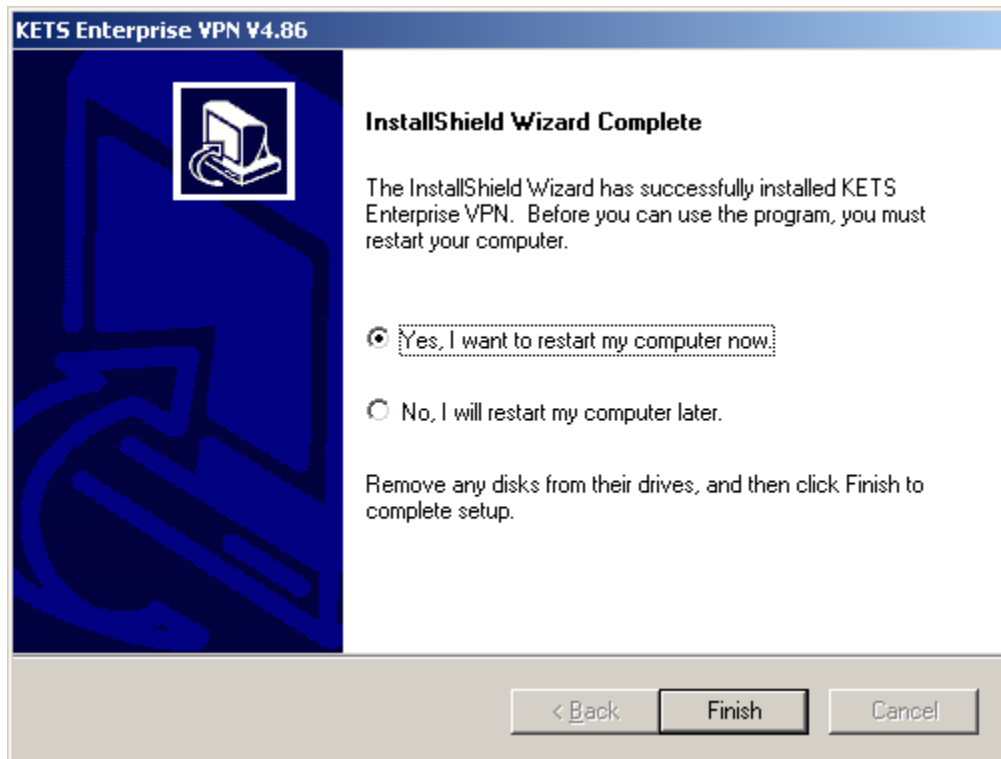 KETS Enterprise VPN V4.86
InstallShield Wizard Complete
The InstallShield Wizard has successfully installed KETS
Enterprise VPN.  Before you can use the program, you must
restart your computer.
Yes, I want to restart my computer now.
No, I will restart my computer later.
Remove any disks from their drives, and then click Finish to
complete setup.
< Back Finish Cancel